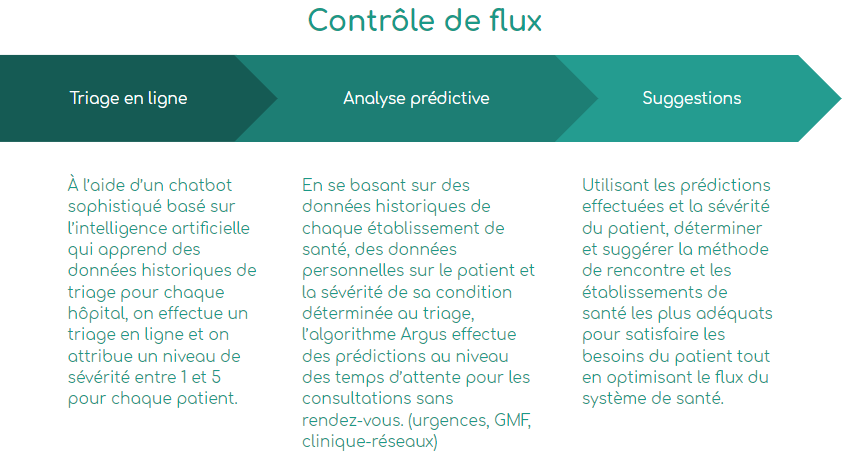 Contrôle de flux
Triage en ligne
Analyse prédictive
Suggestions
À l'aide d'un chatbot
sophistiqué basé sur
l'intelligence artificielle
qui apprend des
données historiques de
triage pour chaque
hôpital, on effectue un
triage en ligne et on
attribue un niveau de
sévérité entre 1 et 5
pour chaque patient.
En se basant sur des
données historiques de
chaque établissement de
santé, des données
personnelles sur le patient et
la sévérité de sa condition
déterminée au triage,
l'algorithme Argus effectue
des prédictions au niveau
des temps d'attente pour les
consultations sans
rendez-vous. (urgences, GMF,
clinique-réseaux)
Utilisant les prédictions
effectuées et la sévérité
du patient, déterminer
et suggérer la méthode
de rencontre et les
établissements de
santé les plus adéquats
pour satisfaire les
besoins du patient tout
en optimisant le flux du
système de santé.